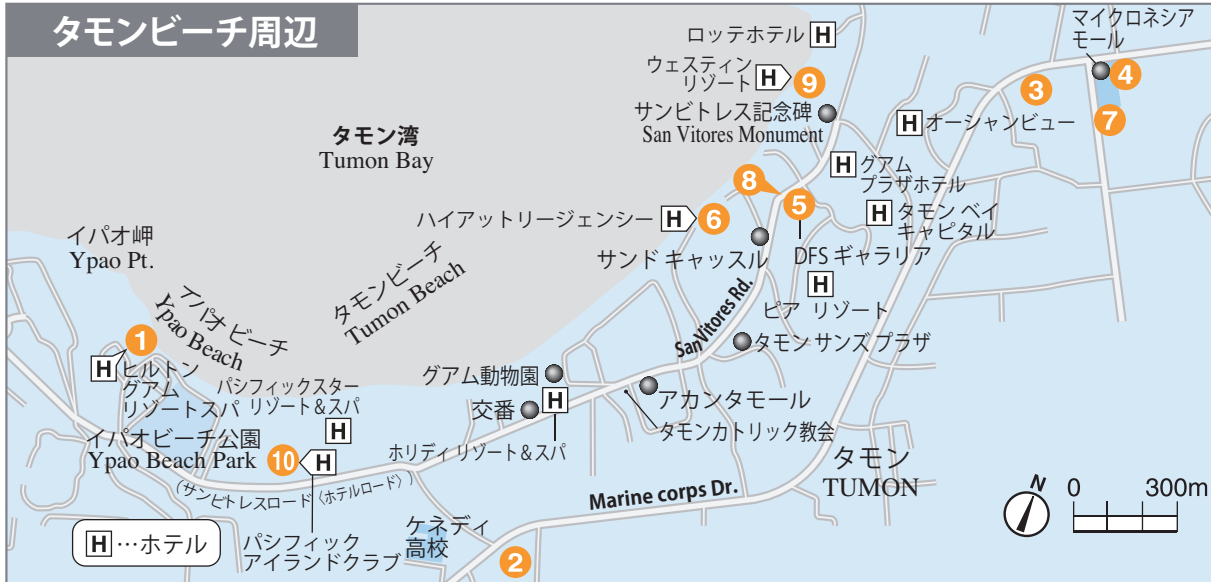 タモンビーチ周辺
ロッテホテル H
ウェスティン
リゾート
H
9
サンビトレス記念碑
San Vitores Monument
マイクロネシア
モール
4
3
7
H オーシャンビュー
タモン湾
Tumon Bay
H グアム
プラザホテル
8
5
ハイアットリージェンシー H 6
H タモン ベイ
キャピタル
サンド キャッスル
DFS ギャラリア
イパオ岬
Ypao Pt.
イパオ ビーチ
Ypao Beach
タモンビーチ
Tumon Beach
H
ピア リゾート
SanVitores Rd.
タモン サンズ プラザ
1
H ヒルトン
グアム
リゾートスパ
パシフィックスター
リゾート&スパ
H
グアム動物園
交番
H
アカンタモール
タモンカトリック教会
ホリディ リゾート&スパ
イパオビーチ公園
Ypao Beach Park
10 H
(サンビトレスロード〈ホテルロード〉)
タモン
TUMON
Marine corps Dr.
N
0 300m
H…ホテル
パシフィック
アイランドクラブ
ケネディ
高校
2